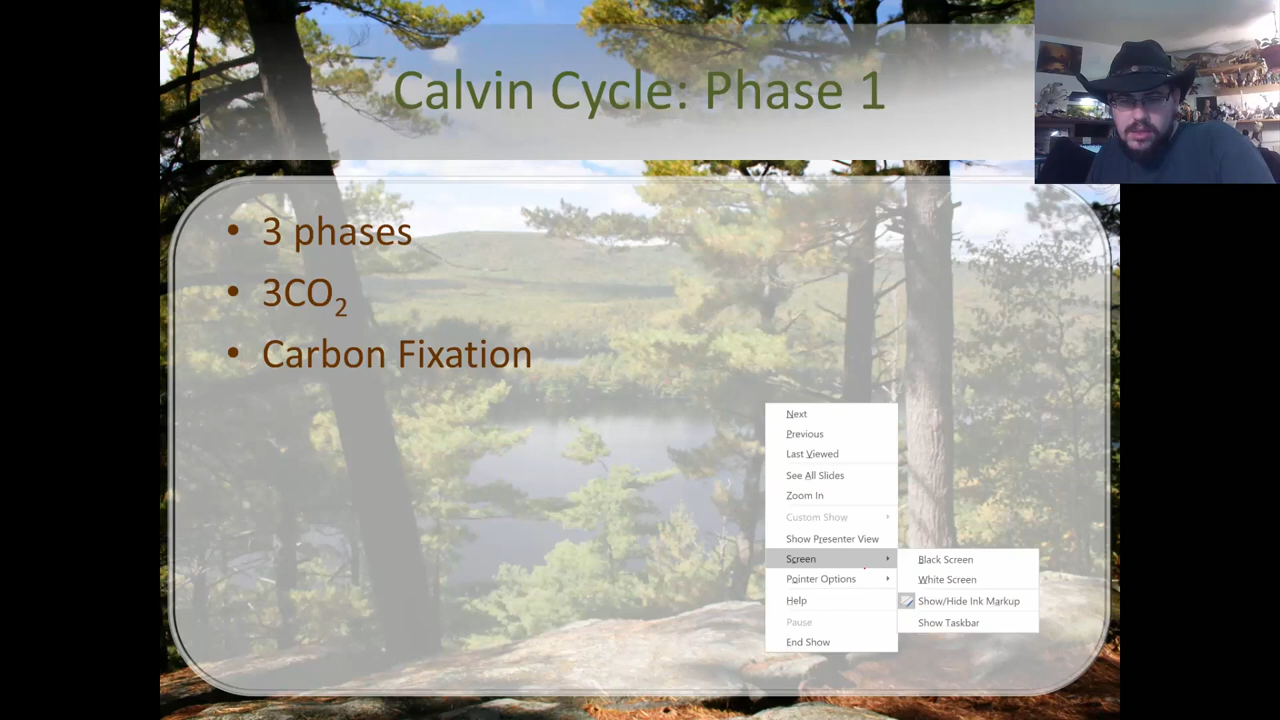 Calvin Cycle: Phase 1
• 3 phases
• 3CO₂
• Carbon Fixation
Next
Previous
Last Viewed
See All Slides
Zoom In
Custom Show
Show Presenter View
Screen
Pointer Options
Help
Pause
End Show
Black Screen
White Screen
Show/Hide Ink Markup
Show Taskbar